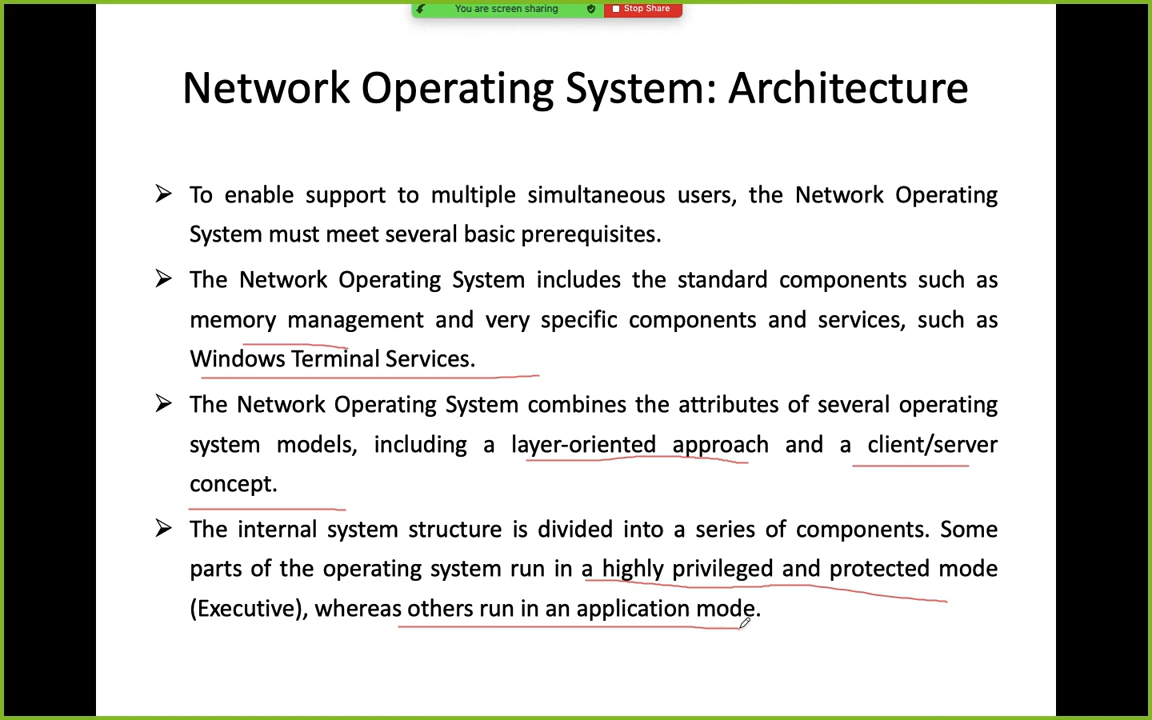 You are screen sharing Stop Share
Network Operating System: Architecture
➢ To enable support to multiple simultaneous users, the Network Operating
System must meet several basic prerequisites.
➢ The Network Operating System includes the standard components such as
memory management and very specific components and services, such as
Windows Terminal Services.
➢ The Network Operating System combines the attributes of several operating
system models, including a layer-oriented approach and a client/server
concept.
➢ The internal system structure is divided into a series of components. Some
parts of the operating system run in a highly privileged and protected mode
(Executive), whereas others run in an application mode.